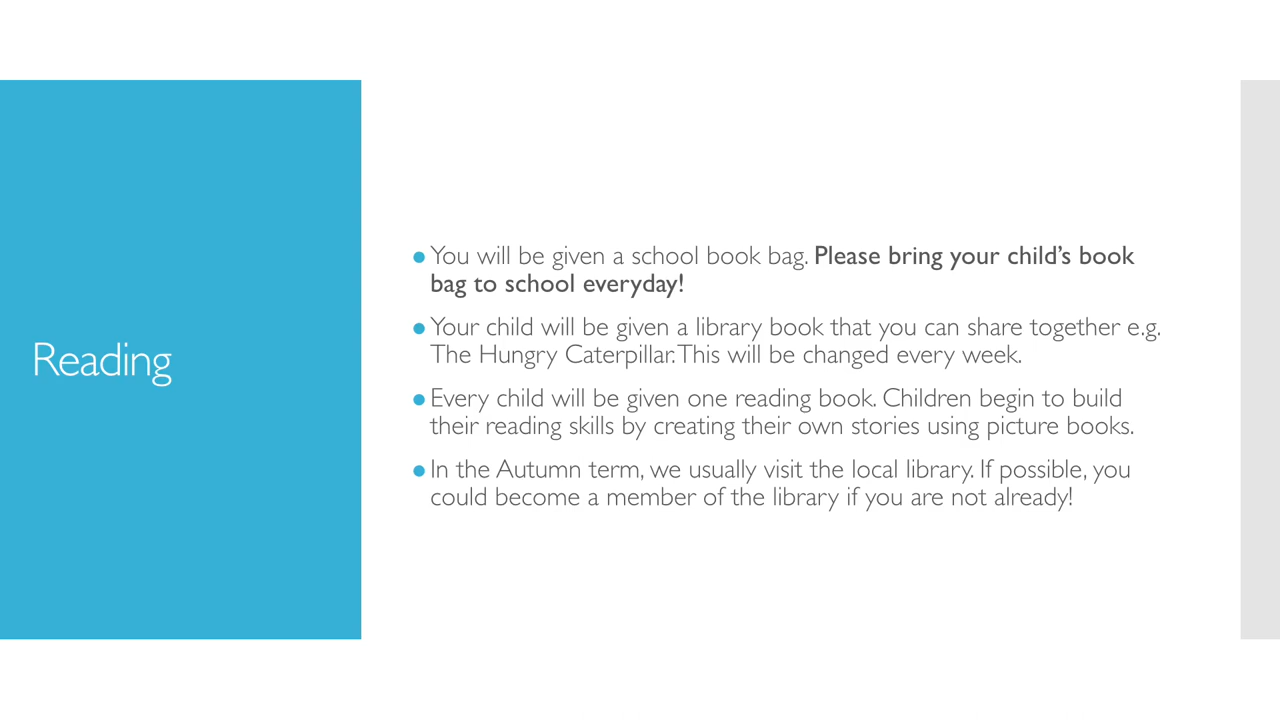 Reading
You will be given a school book bag. Please bring your child’s book
bag to school everyday!
Your child will be given a library book that you can share together e.g.
The Hungry Caterpillar. This will be changed every week.
Every child will be given one reading book. Children begin to build
their reading skills by creating their own stories using picture books.
In the Autumn term, we usually visit the local library. If possible, you
could become a member of the library if you are not already!